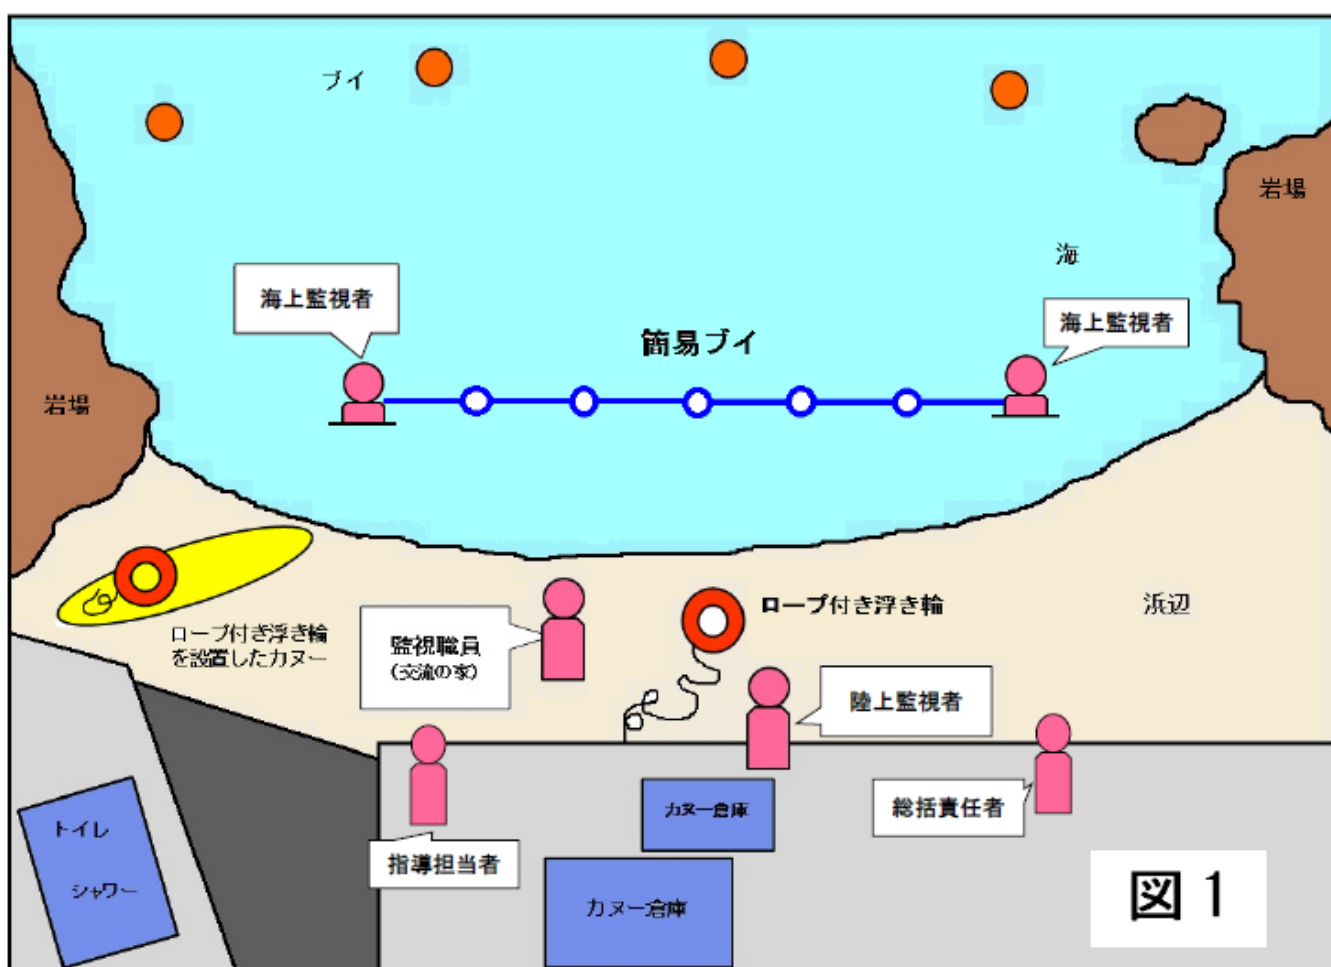 ブイ
岩場
海
海上監視者
海上監視者
簡易ブイ
岩場
ロープ付き浮き輪
浜辺
ロープ付き浮き輪
を設置したカヌー
監視職員
(交流の家)
陸上監視者
カヌー倉庫
総括責任者
トイレ
シャワー
指導担当者
カヌー倉庫
図1